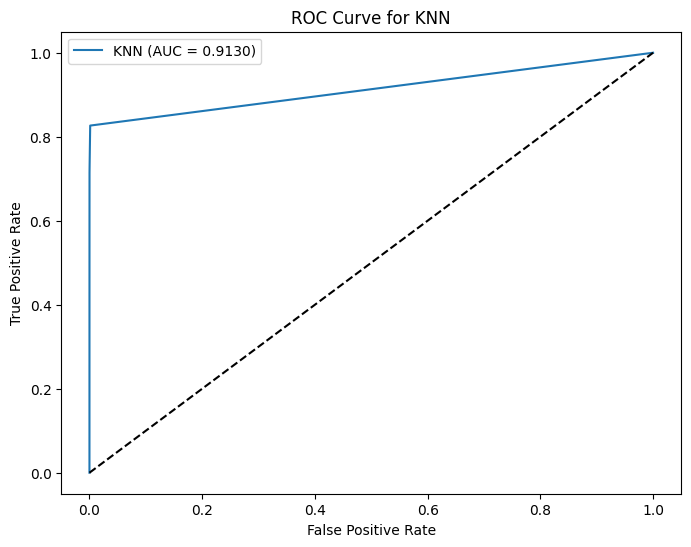 ROC Curve for KNN
KNN (AUC = 0.9130)
True Positive Rate
1.0
0.8
0.6
0.4
0.2
0.0
0.0 0.2 0.4 0.6 0.8 1.0
False Positive Rate